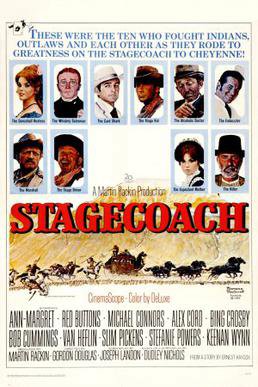 THESE WERE THE TEN WHO FOUGHT INDIANS,
OUTLAWS AND EACH OTHER AS THEY RODE TO
GREATNESS ON THE STAGECOACH TO CHEYENNE!
The Dancehall Hostess
The Whiskey Salesman
The Card Shark
The Ringo Kid
The Alcoholic Doctor
The Embezzler
The Marshall
The Stage Driver
The Expectant Mother
The Killer
20
A Martin Rackin Production
STAGECOACH
CinemaScope · Color by DeLuxe
ANN-MARGRET · RED BUTTONS · MICHAEL CONNORS · ALEX CORD · BING CROSBY
BOB CUMMINGS · VAN HEFLIN · SLIM PICKENS · STEFANIE POWERS · KEENAN WYNN
MARTIN RACKIN · GORDON DOUGLAS · JOSEPH LANDON · DUDLEY NICHOLS
FROM A STORY BY ERNEST HAYCOX